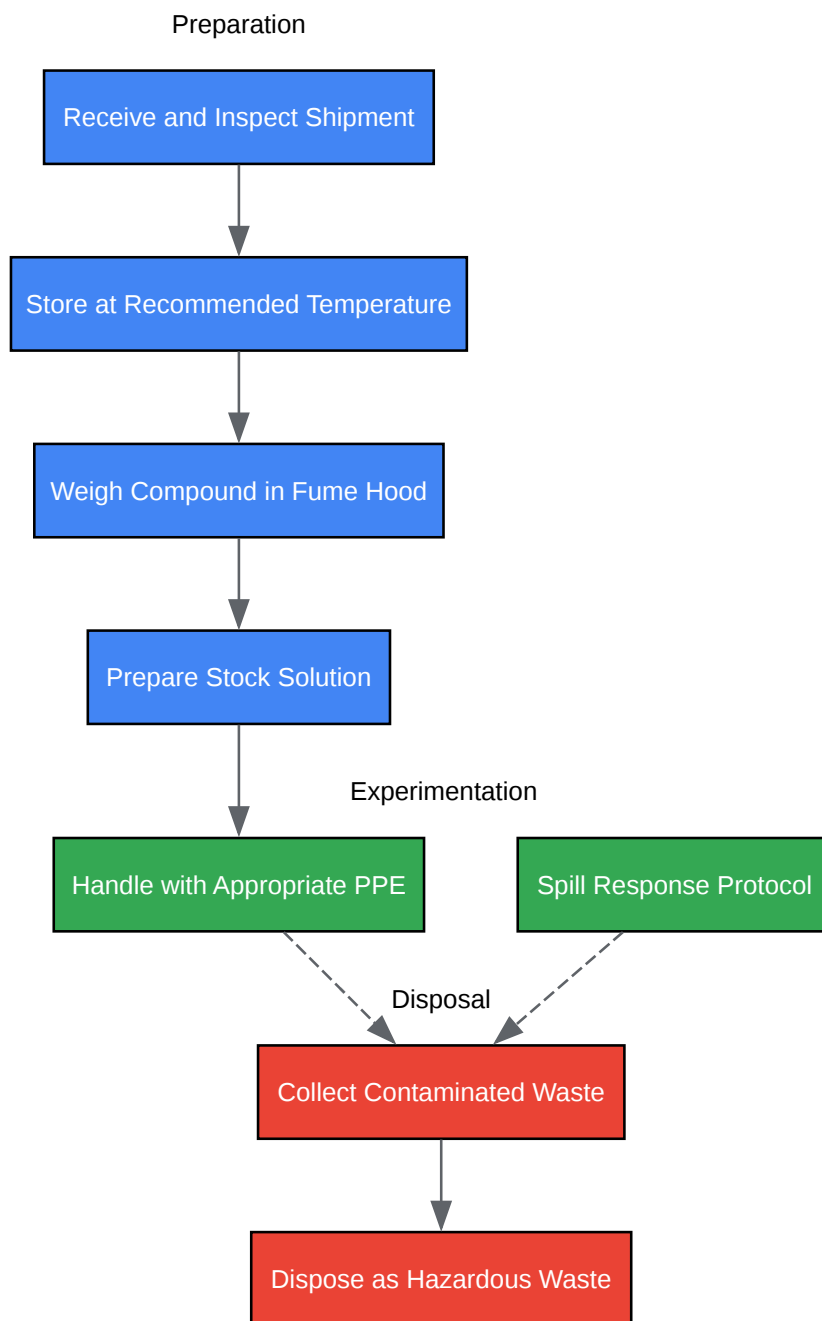 Preparation
Receive and Inspect Shipment
Store at Recommended Temperature
Weigh Compound in Fume Hood
Prepare Stock Solution
Experimentation
Handle with Appropriate PPE
Spill Response Protocol
Disposal
Collect Contaminated Waste
Dispose as Hazardous Waste